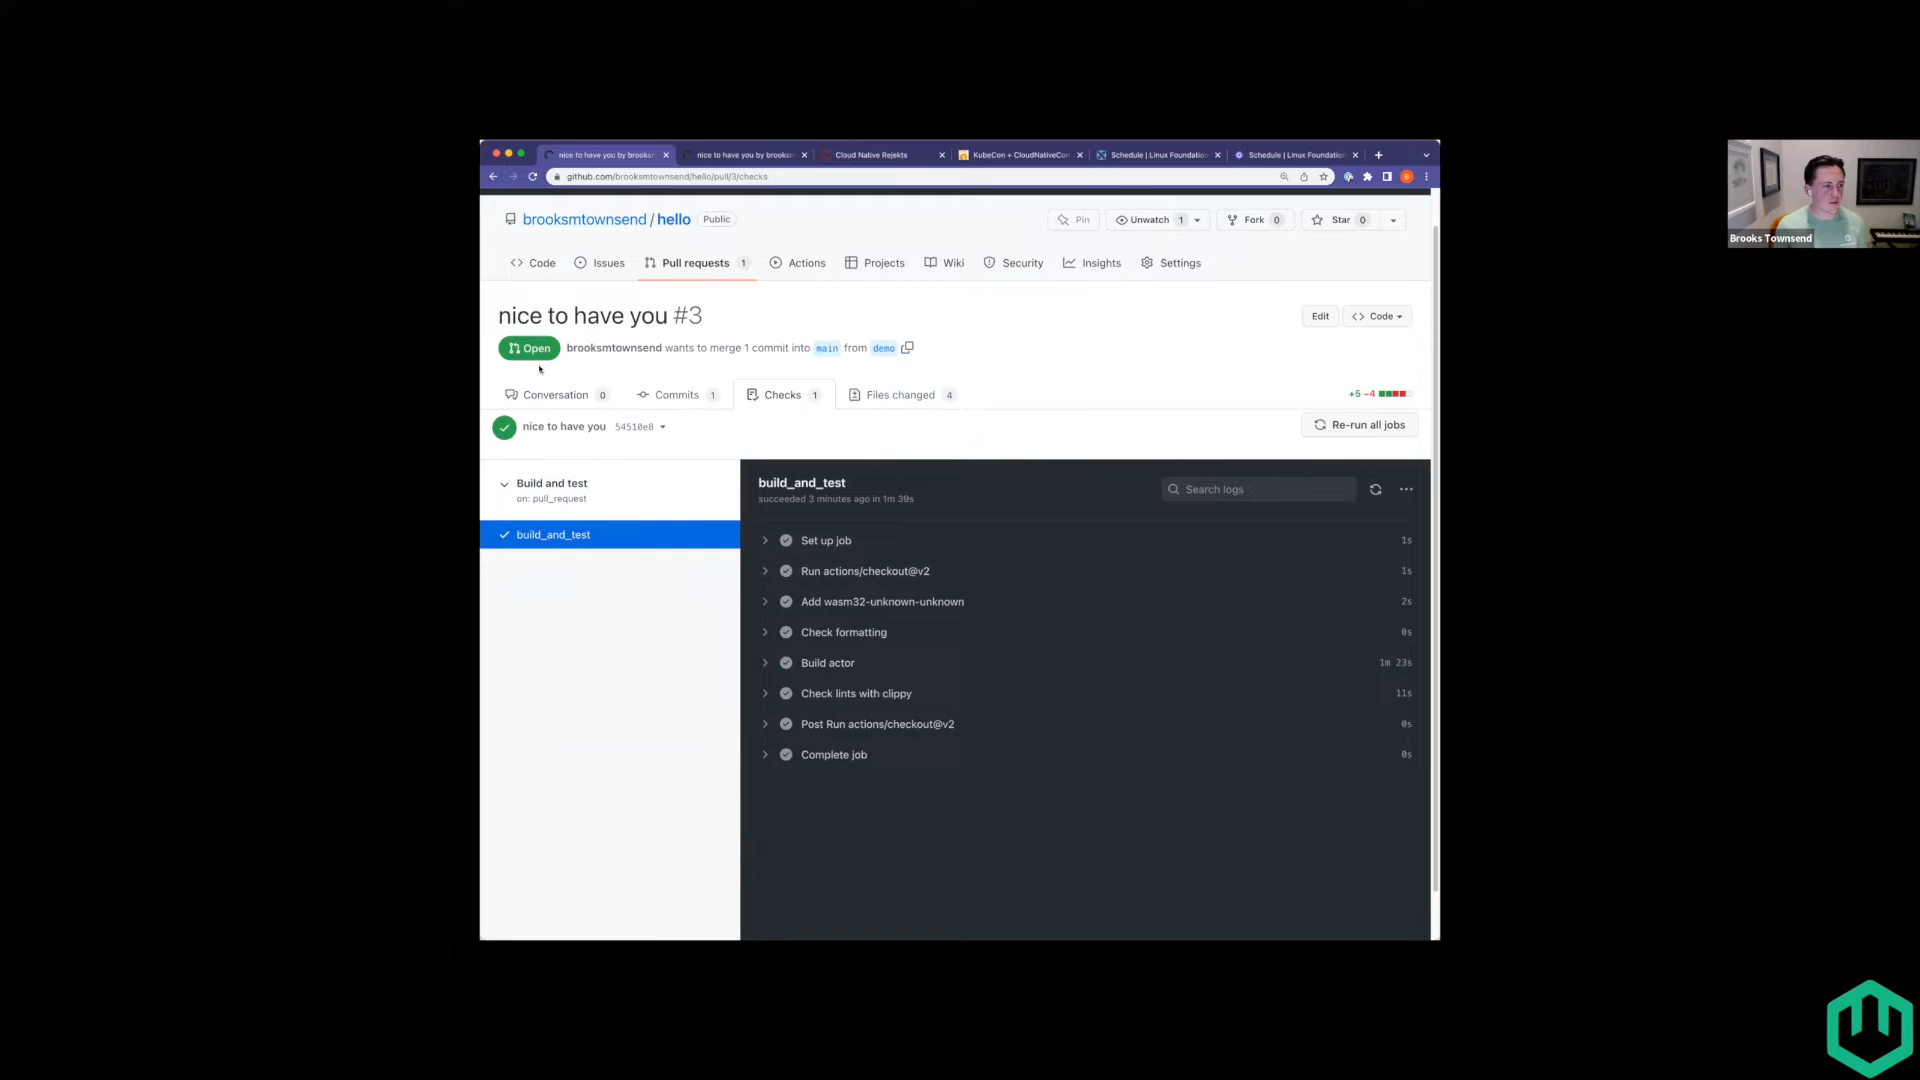 nice to have you by brooksm
nice to have you by brooksm
Cloud Native Rejekts
KubeCon + CloudNativeCon
Schedule | Linux Foundation
Schedule | Linux Foundation
github.com/brooksmtownsend/hello/pull/3/checks
B
brooksmtownsend / hello Public
Pin
Unwatch 1
Fork 0
Star 0
Code
Issues
Pull requests 1
Actions
Projects
Wiki
Security
Insights
Settings
nice to have you #3
Edit
Code
Open
brooksmtownsend wants to merge 1 commit into main from demo
Conversation 0
Commits 1
Checks 1
Files changed 4
+5 −4
nice to have you 54510e8
Re-run all jobs
Build and test
on: pull_request
build_and_test
build_and_test
succeeded 3 minutes ago in 1m 39s
Search logs
Set up job 1s
Run actions/checkout@v2 1s
Add wasm32-unknown-unknown 2s
Check formatting 0s
Build actor 1m 23s
Check lints with clippy 11s
Post Run actions/checkout@v2 0s
Complete job 0s
Brooks Townsend